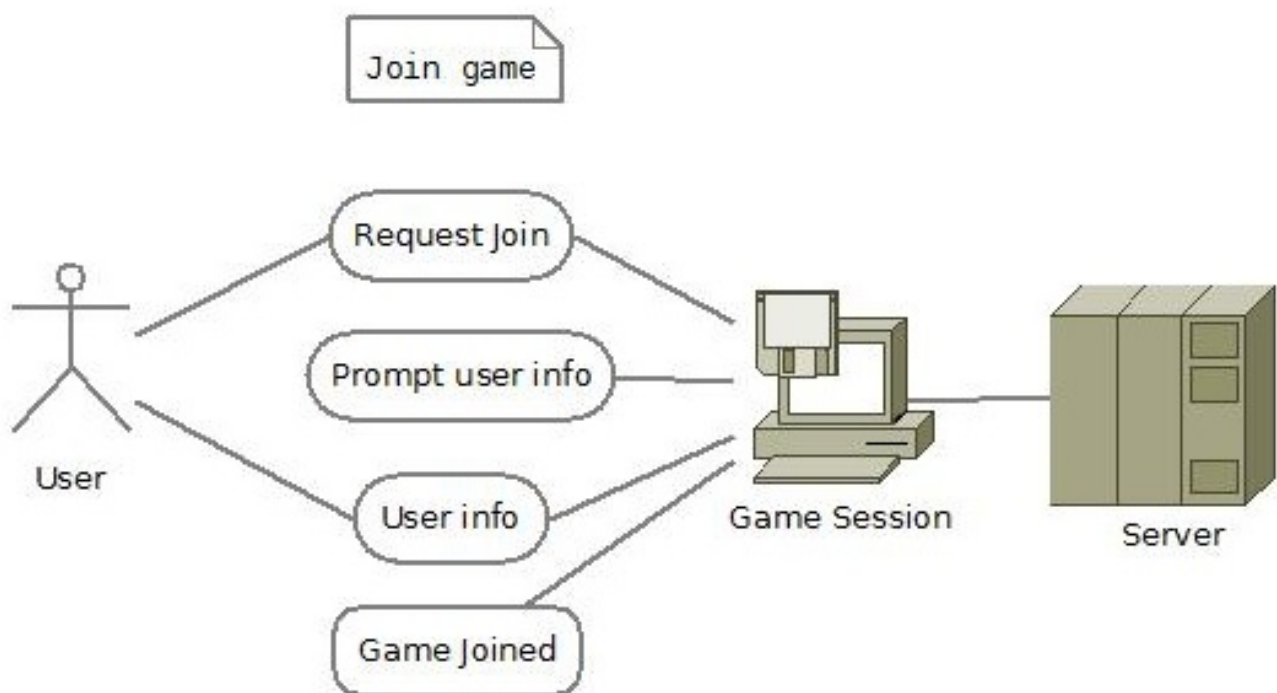 Join game
Request Join
Prompt user info
User
User info
Game Session
Server
Game Joined